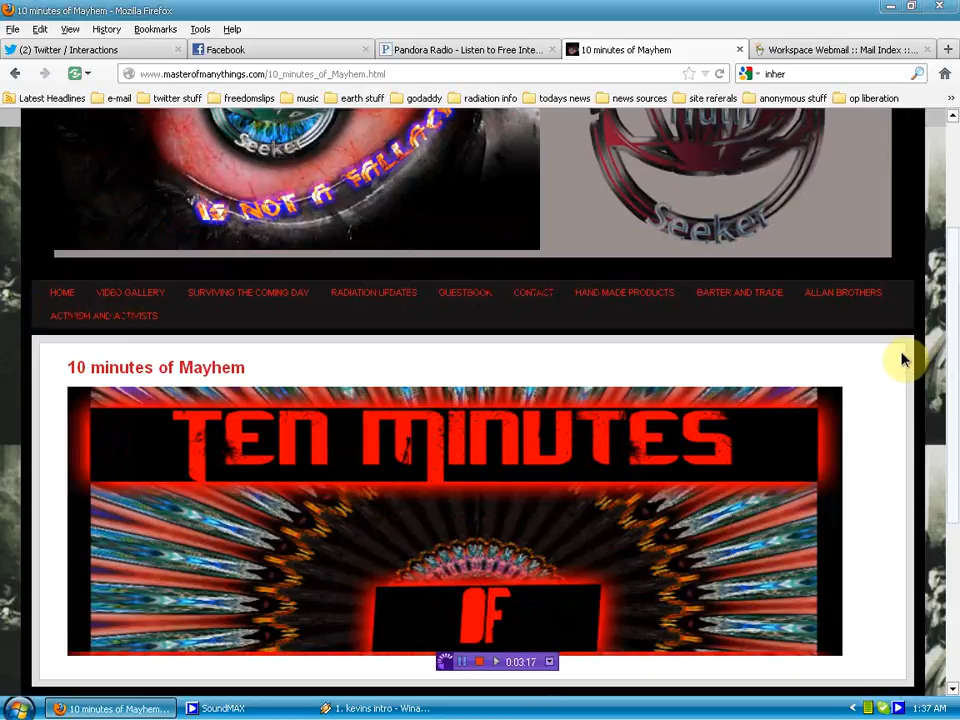 10 minutes of Mayhem - Mozilla Firefox
File Edit View History Bookmarks Tools Help
(2) Twitter / Interactions
Facebook
Pandora Radio - Listen to Free Inte...
10 minutes of Mayhem
Workspace Webmail :: Mail Index ::...
www.masterofmanythings.com/10_minutes_of_Mayhem.html
inher
Latest Headlines e-mail twitter stuff freedomslips music earth stuff godaddy radiation info todays news news sources site raferals anonymous stuff op liberation
Truth
Seeker
IS NOT A FALLACY
Seeker
HOME VIDEO GALLERY SURVIVING THE COMING DAY RADIATION UPDATES GUESTBOOK CONTACT HAND MADE PRODUCTS BARTER AND TRADE ALLAN BROTHERS
ACTIVISM AND ACTIVISTS
10 minutes of Mayhem
TEN MINUTES
OF
0:03:17
10 minutes of Mayhem...
SoundMAX
1. kevins intro - Wina...
1:37 AM